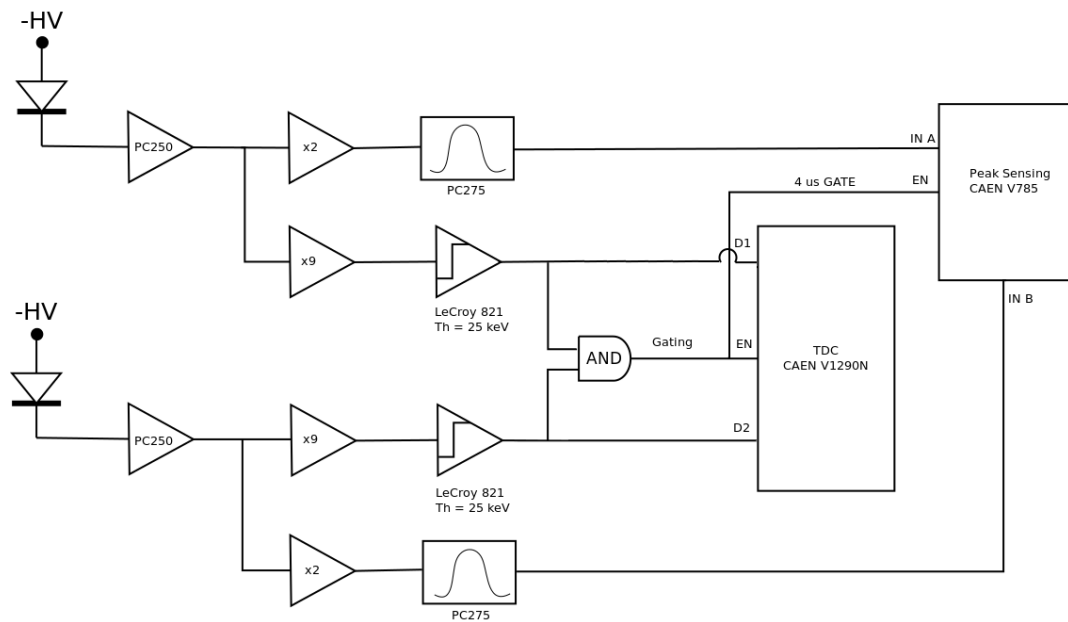 -HV
PC250
x2
PC275
IN A
EN
4 us GATE
Peak Sensing
CAEN V785
x9
LeCroy 821
Th = 25 keV
D1
IN B
-HV
AND
Gating
EN
TDC
CAEN V1290N
PC250
x9
D2
LeCroy 821
Th = 25 keV
x2
PC275